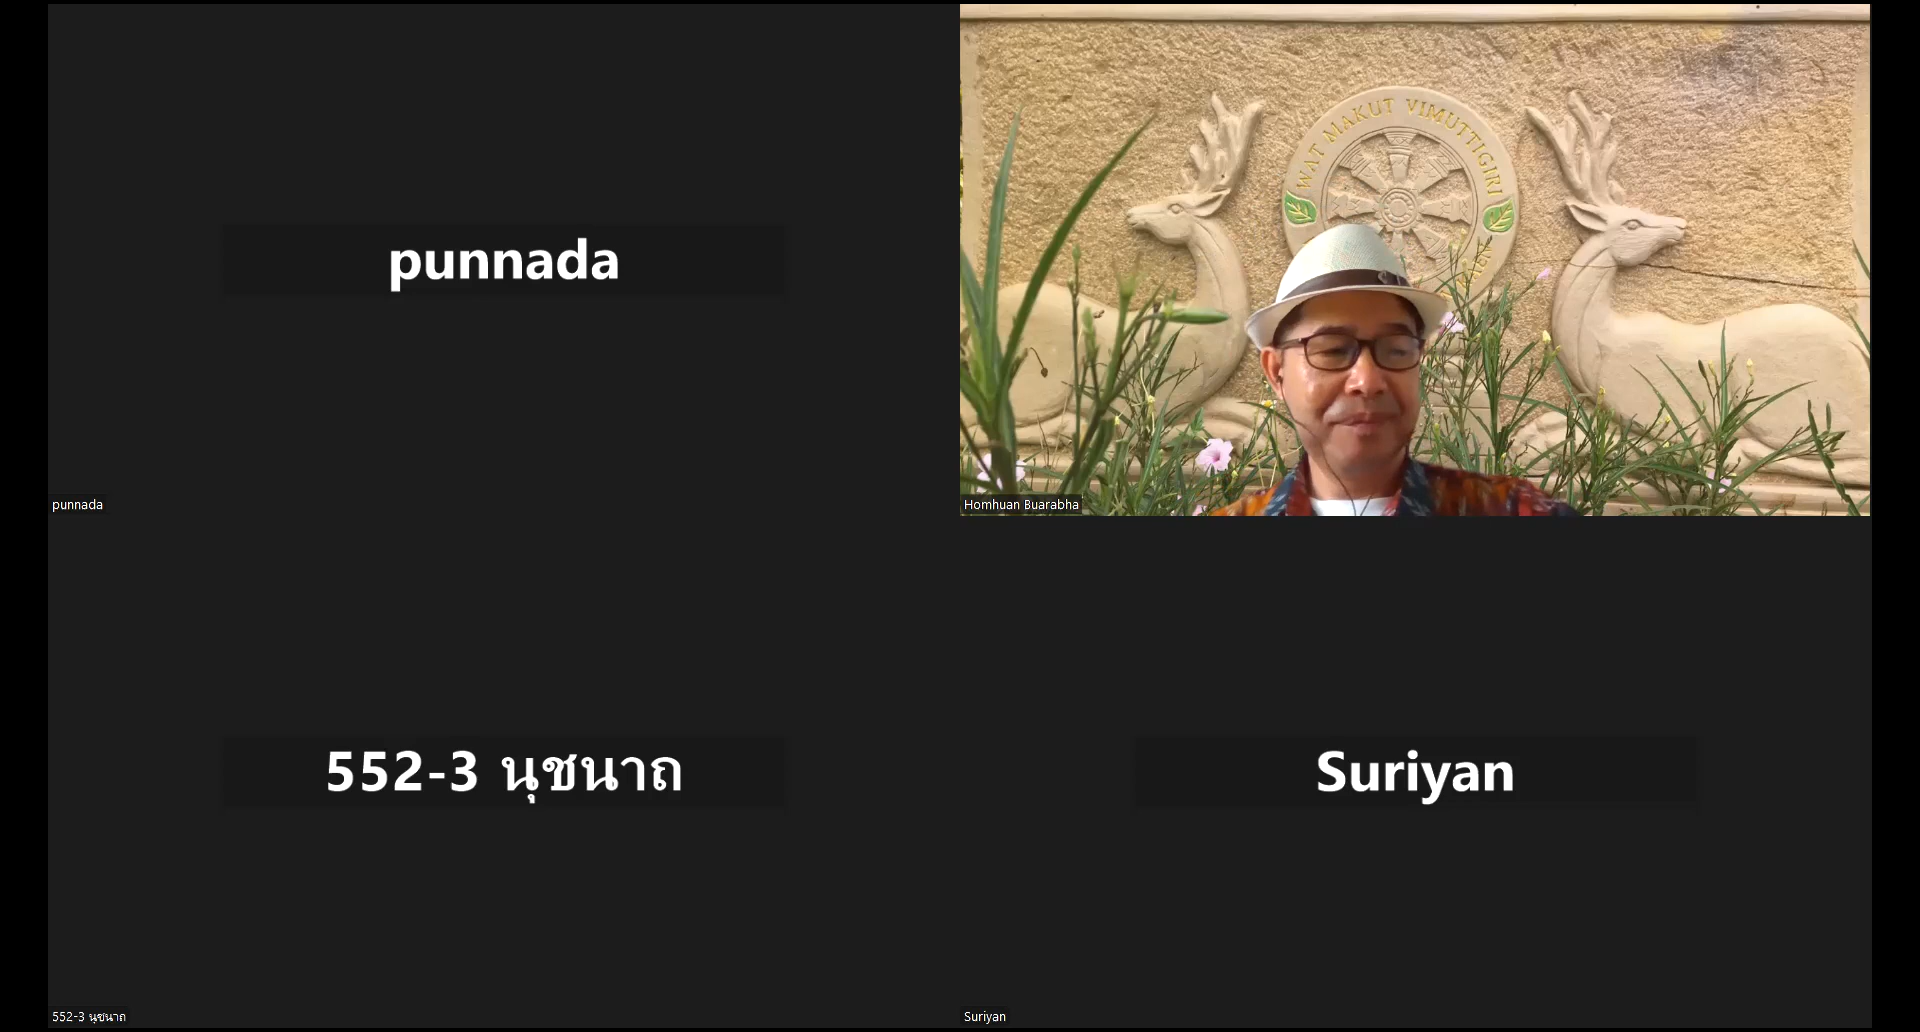 punnada
punnada
WAT MAKUT VIMUTTIGIRI
Homhuan Buarabha
552-3 นุชนาถ
552-3 นุชนาถ
Suriyan
Suriyan